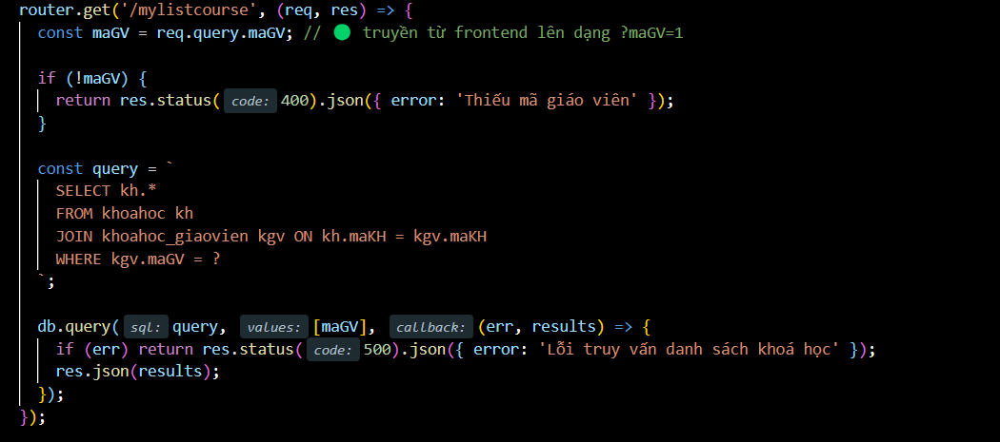 router.get('/mylistcourse', (req, res) => {
const maGV = req.query.maGV; // 🟢 truyền từ frontend lên dạng ?maGV=1
if (!maGV) {
return res.status( code: 400).json({ error: 'Thiếu mã giáo viên' });
}
const query = `
SELECT kh.*
FROM khoahoc kh
JOIN khoahoc_giaovien kgv ON kh.maKH = kgv.maKH
WHERE kgv.maGV = ?
`;
db.query( sql: query, values: [maGV], callback: (err, results) => {
if (err) return res.status( code: 500).json({ error: 'Lỗi truy vấn danh sách khoá học' });
res.json(results);
});
});